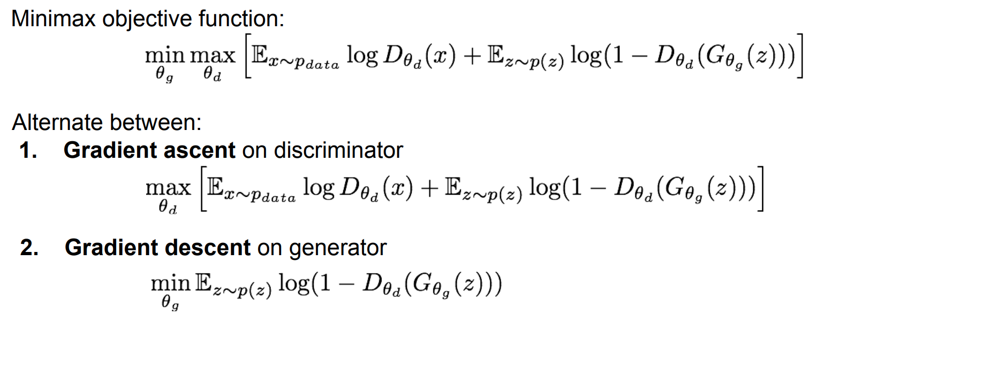 Minimax objective function:
$\min_{\theta_g} \max_{\theta_d} \left[ \mathbb{E}_{x \sim p_{data}} \log D_{\theta_d}(x) + \mathbb{E}_{z \sim p(z)} \log(1 - D_{\theta_d}(G_{\theta_g}(z))) \right]$
Alternate between:
1. Gradient ascent on discriminator
$\max_{\theta_d} \left[ \mathbb{E}_{x \sim p_{data}} \log D_{\theta_d}(x) + \mathbb{E}_{z \sim p(z)} \log(1 - D_{\theta_d}(G_{\theta_g}(z))) \right]$
2. Gradient descent on generator
$\min_{\theta_g} \mathbb{E}_{z \sim p(z)} \log(1 - D_{\theta_d}(G_{\theta_g}(z)))$